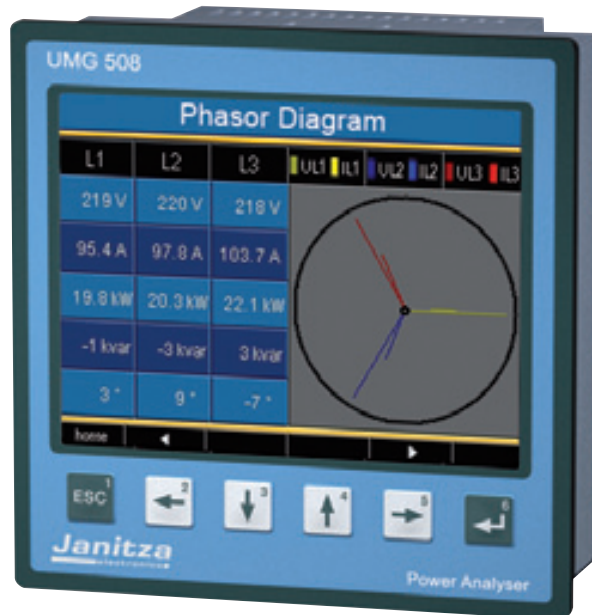 UMG 508
Phasor Diagram
L1 L2 L3 UL1 IL1 UL2 IL2 UL3 IL3
219 V 220 V 218 V
95.4 A 97.8 A 103.7 A
19.8 kW 20.3 kW 22.1 kW
-1 kvar -3 kvar 3 kvar
3 ° 9 ° -7 °
home
ESC 1 2 3 4 5 6
Janitza
electronics
Power Analyser